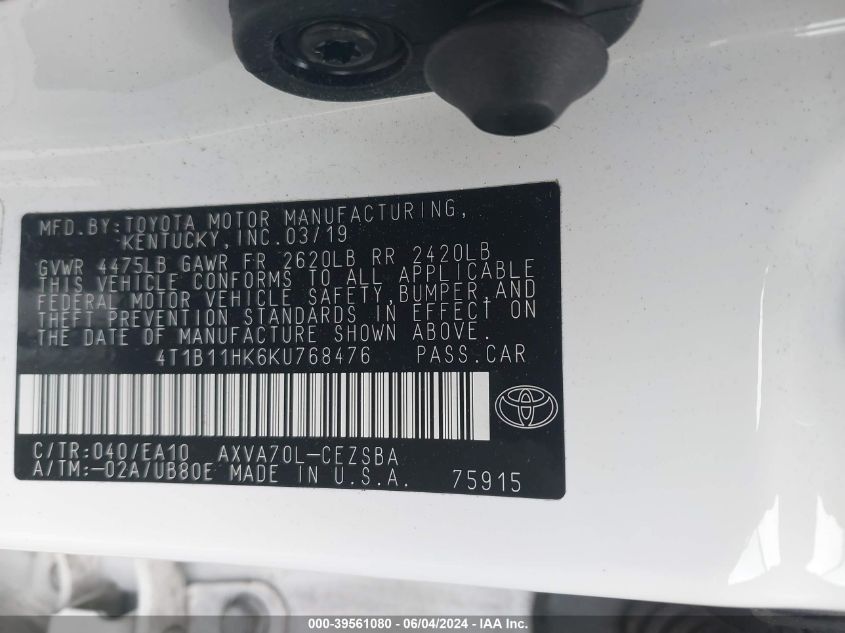 MFD.BY:TOYOTA MOTOR MANUFACTURING,
KENTUCKY,INC.03/19
GVWR 4475LB GAWR FR 2620LB RR 2420LB
THIS VEHICLE CONFORMS TO ALL APPLICABLE
FEDERAL MOTOR VEHICLE SAFETY,BUMPER,AND
THEFT PREVENTION STANDARDS IN EFFECT ON
THE DATE OF MANUFACTURE SHOWN ABOVE.
4T1B11HK6KU768476 PASS.CAR
C/TR:040/EA10 AXVA70L-CEZSBA
A/TM:-02A/UB80E MADE IN U.S.A. 75915
000-39561080 - 06/04/2024 - IAA, Inc.